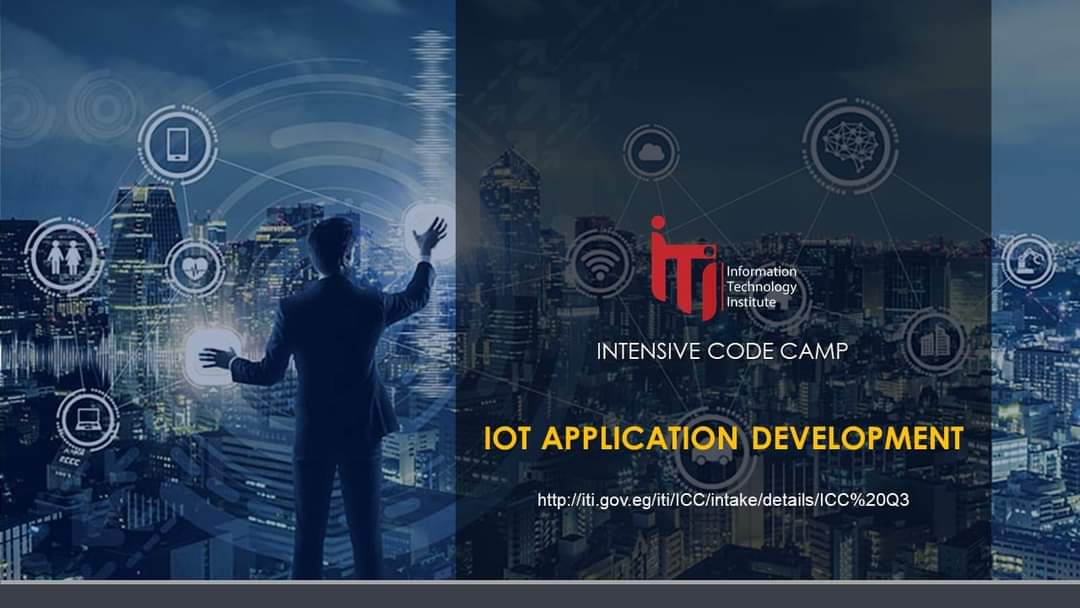 iTi
Information
Technology
Institute
INTENSIVE CODE CAMP
IOT APPLICATION DEVELOPMENT
http://iti.gov.eg/iti/ICC/intake/details/ICC%20Q3